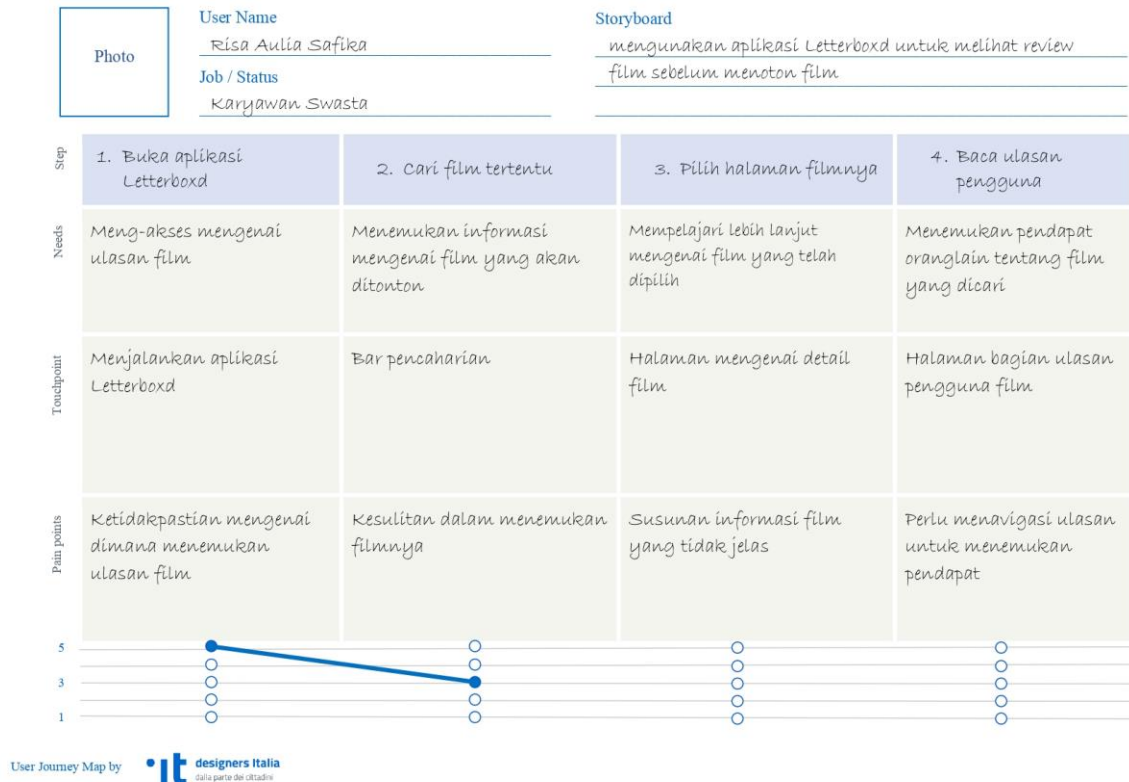 Photo
User Name
Risa Aulia Safika
Job / Status
Karyawan Swasta
Storyboard
mengunakan aplikasi Letterboxd untuk melihat review
film sebelum menoton film
Step
1. Buka aplikasi
Letterboxd
2. Cari film tertentu
3. Pilih halaman filmnya
4. Baca ulasan
pengguna
Needs
Meng-akses mengenai
ulasan film
Menemukan informasi
mengenai film yang akan
ditonton
Mempelajari lebih lanjut
mengenai film yang telah
dipilih
Menemukan pendapat
oranglain tentang film
yang dicari
Touchpoint
Menjalankan aplikasi
Letterboxd
Bar pencaharian
Halaman mengenai detail
film
Halaman bagian ulasan
pengguna film
Pain points
Ketidakpastian mengenai
dimana menemukan
ulasan film
Kesulitan dalam menemukan
filmnya
Susunan informasi film
yang tidak jelas
Perlu menavigasi ulasan
untuk menemukan
pendapat
5
3
1
User Journey Map by
it
designers Italia
dalla parte dei cittadini